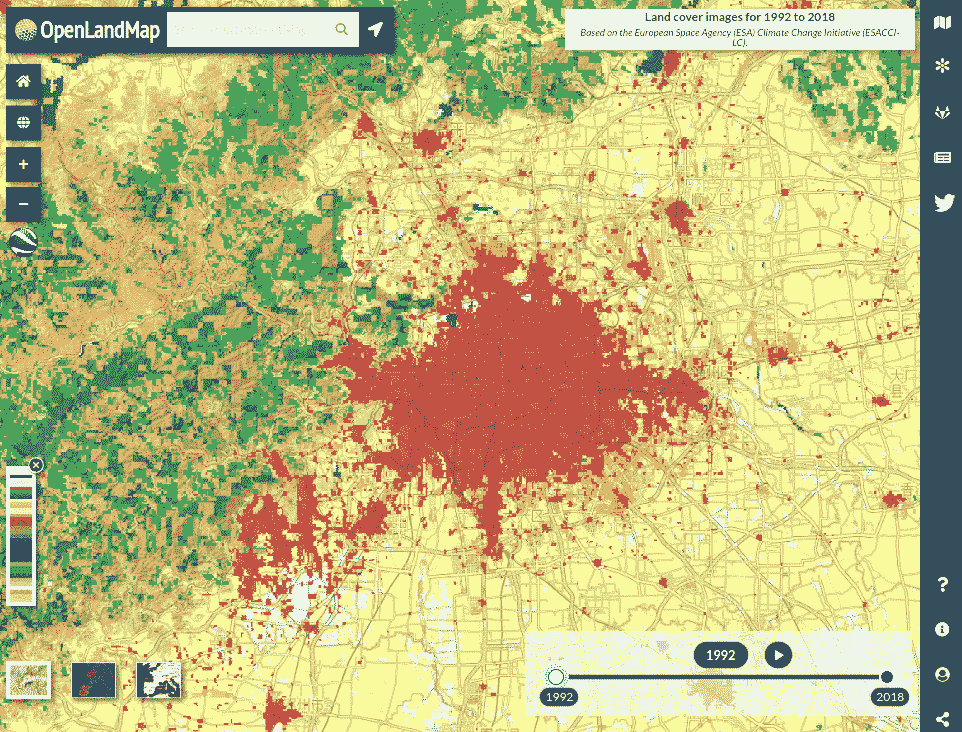 OpenLandMap
Land cover images for 1992 to 2018
Based on the European Space Agency (ESA) Climate Change Initiative (ESACCI-
LC).
+
−
1992
1992
2018
?